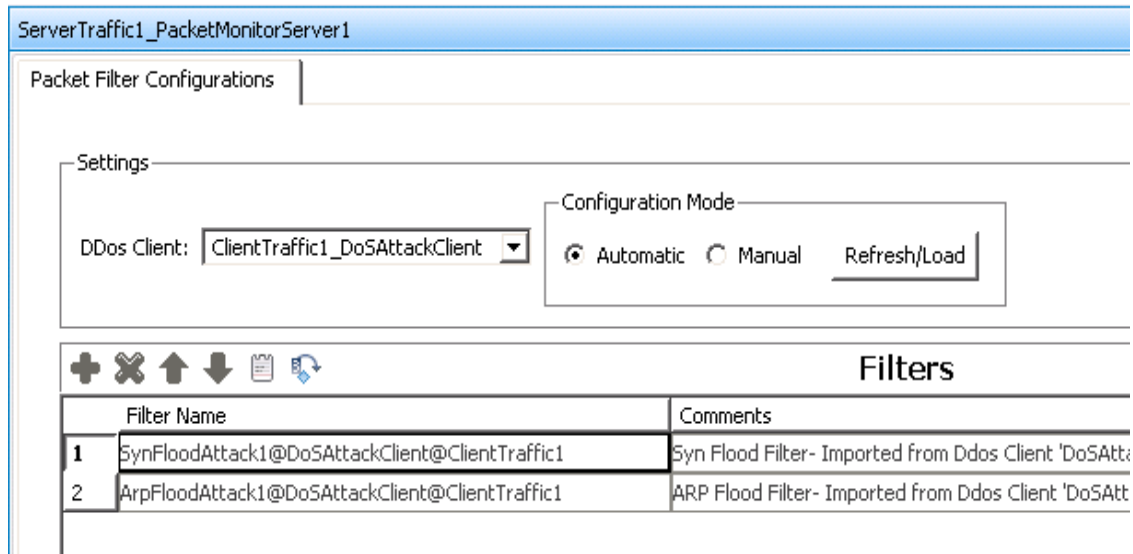 ServerTraffic1_PacketMonitorServer1
Packet Filter Configurations
Settings
Configuration Mode
DDos Client: ClientTraffic1_DoSAttackClient Automatic Manual Refresh/Load
Filters
Filter Name Comments
1 SynFloodAttack1@DoSAttackClient@ClientTraffic1 Syn Flood Filter- Imported from Ddos Client 'DoSAtta
2 ArpFloodAttack1@DoSAttackClient@ClientTraffic1 ARP Flood Filter- Imported from Ddos Client 'DoSAtt